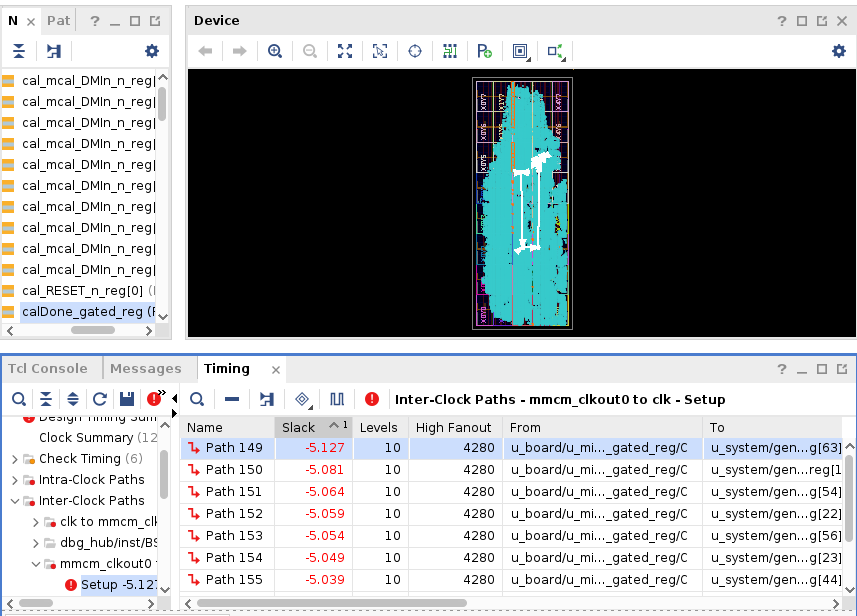 N Pat ?
cal_mcal_DMIn_n_reg[
cal_mcal_DMIn_n_reg[
cal_mcal_DMIn_n_reg[
cal_mcal_DMIn_n_reg[
cal_mcal_DMIn_n_reg[
cal_mcal_DMIn_n_reg[
cal_mcal_DMIn_n_reg[
cal_mcal_DMIn_n_reg[
cal_mcal_DMIn_n_reg[
cal_mcal_DMIn_n_reg[
cal_RESET_n_reg[0] (
calDone_gated_reg (F
Device ?
X0Y7 X1Y7 X4Y7
X0Y6
X0Y5
X0Y0
Tcl Console Messages Timing ?
Design Timing Sum
Clock Summary (12
Check Timing (6)
Intra-Clock Paths
Inter-Clock Paths
clk to mmcm_clk
dbg_hub/inst/BS
mmcm_clkout0
Setup -5.127
Inter-Clock Paths - mmcm_clkout0 to clk - Setup
Name Slack 1 Levels High Fanout From To
Path 149 -5.127 10 4280 u_board/u_mi..._gated_reg/C u_system/gen...g[63]
Path 150 -5.081 10 4280 u_board/u_mi..._gated_reg/C u_system/gen...reg[1
Path 151 -5.064 10 4280 u_board/u_mi..._gated_reg/C u_system/gen...g[54]
Path 152 -5.059 10 4280 u_board/u_mi..._gated_reg/C u_system/gen...g[22]
Path 153 -5.054 10 4280 u_board/u_mi..._gated_reg/C u_system/gen...g[56]
Path 154 -5.049 10 4280 u_board/u_mi..._gated_reg/C u_system/gen...g[23]
Path 155 -5.039 10 4280 u_board/u_mi..._gated_reg/C u_system/gen...g[44]